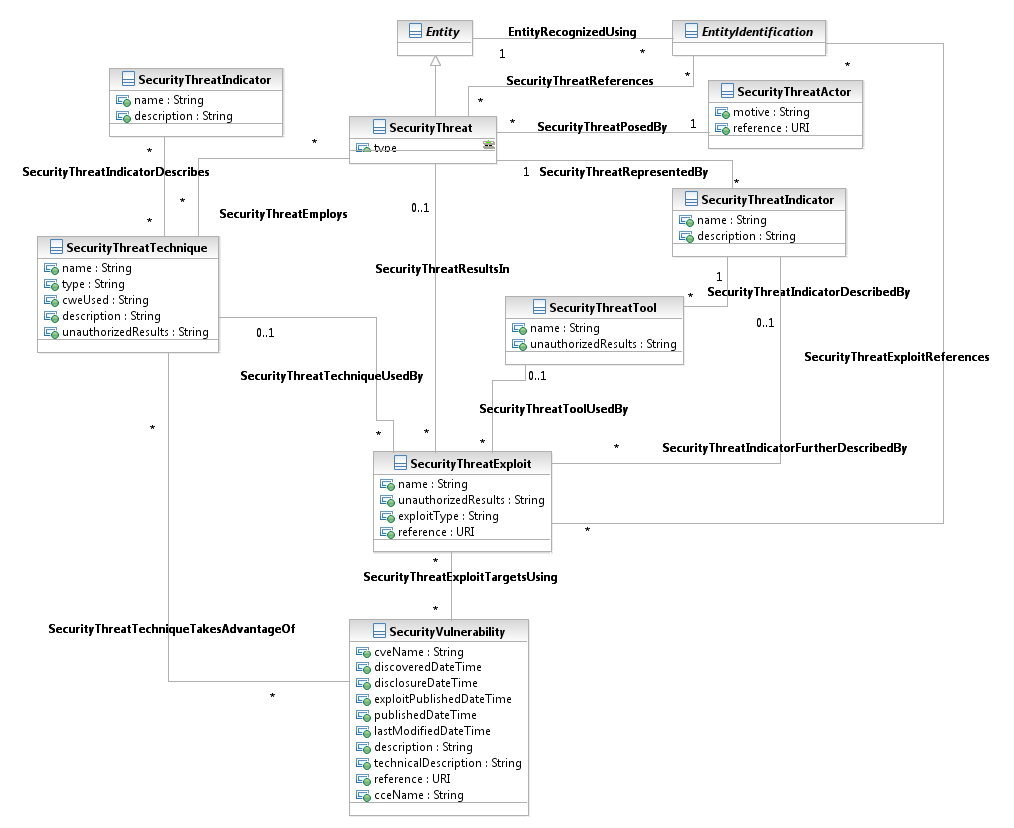 Entity
EntityRecognizedUsing
EntityIdentification
1
*
SecurityThreatReferences
*
*
*
SecurityThreatIndicator
name : String
description : String
SecurityThreatActor
motive : String
reference : URI
SecurityThreat
type
*
SecurityThreatPosedBy
1
*
*
SecurityThreatIndicatorDescribes
1
SecurityThreatRepresentedBy
*
*
SecurityThreatEmploys
*
0..1
SecurityThreatIndicator
name : String
description : String
SecurityThreatTechnique
name : String
type : String
cweUsed : String
description : String
unauthorizedResults : String
SecurityThreatResultsIn
1
SecurityThreatIndicatorDescribedBy
*
0..1
SecurityThreatTool
name : String
unauthorizedResults : String
0..1
SecurityThreatExploitReferences
SecurityThreatTechniqueUsedBy
0..1
SecurityThreatToolUsedBy
*
*
*
*
*
SecurityThreatIndicatorFurtherDescribedBy
SecurityThreatExploit
name : String
unauthorizedResults : String
exploitType : String
reference : URI
*
*
SecurityThreatExploitTargetsUsing
*
SecurityThreatTechniqueTakesAdvantageOf
*
SecurityVulnerability
cveName : String
discoveredDateTime
disclosureDateTime
exploitPublishedDateTime
publishedDateTime
lastModifiedDateTime
description : String
technicalDescription : String
reference : URI
cceName : String